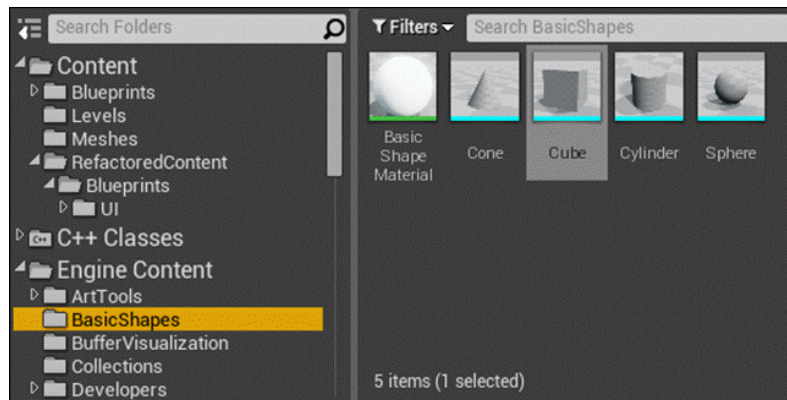 Search Folders
Content
Blueprints
Levels
Meshes
RefactoredContent
Blueprints
UI
C++ C++ Classes
Engine Content
ArtTools
BasicShapes
BufferVisualization
Collections
Developers
Filters
Search BasicShapes
Basic
Shape
Material
Cone
Cube
Cylinder
Sphere
5 items (1 selected)